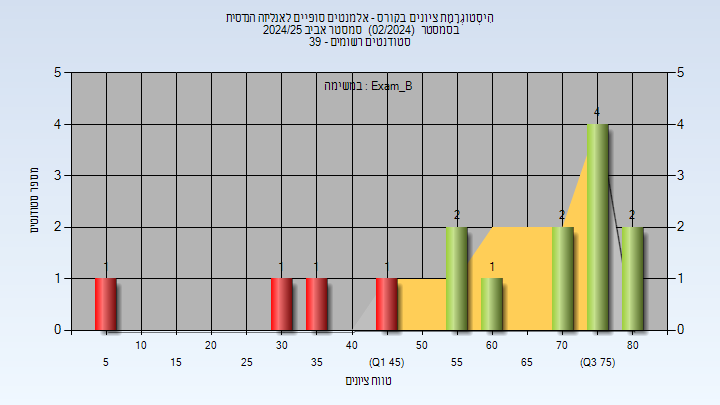 היסטוגרמת ציונים בקורס - אלמנטים סופיים לאנליזה הנדסית
בסמסטר (02/2024) סמסטר אביב 2024/25
סטודנטים רשומים - 39
במשימה : Exam_B
5 5
4 4
3 3
2 2
1 1
0 0
1 1 1 1 2 1 2 4 2
מספר סטודנטים
10 20 30 40 50 60 70 80
5 15 25 35 (Q1 45) 55 65 (Q3 75)
טווח ציונים